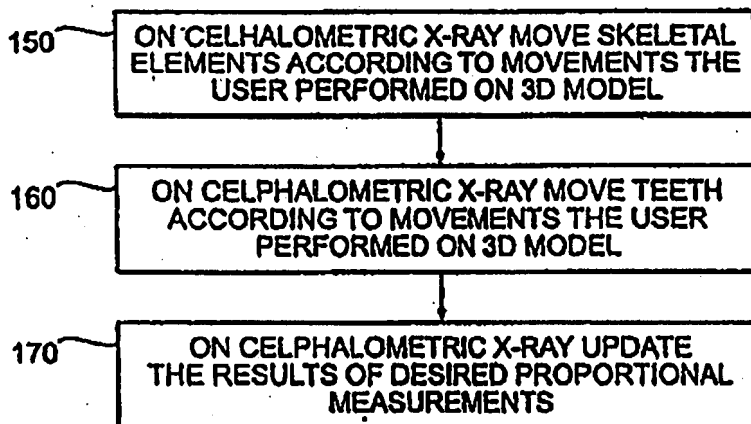 150
ON CELHALOMETRIC X-RAY MOVE SKELETAL
ELEMENTS ACCORDING TO MOVEMENTS THE
USER PERFORMED ON 3D MODEL
160
ON CELPHALOMETRIC X-RAY MOVE TEETH
ACCORDING TO MOVEMENTS THE USER
PERFORMED ON 3D MODEL
170
ON CELPHALOMETRIC X-RAY UPDATE
THE RESULTS OF DESIRED PROPORTIONAL
MEASUREMENTS